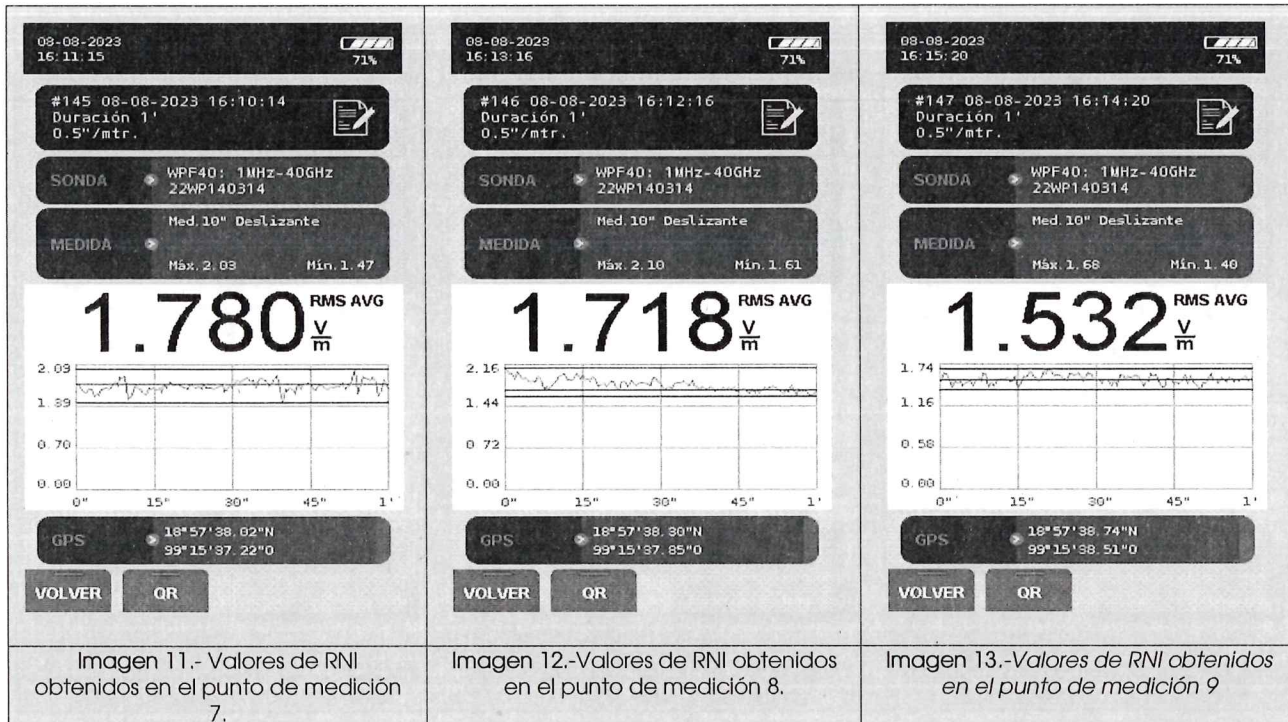 08-08-2023
16:11:15
71%
#145 08-08-2023 16:10:14
Duración 1'
0.5"/mtr.
SONDA
WPF40: 1MHz-40GHz
22WP140314
MEDIDA
Med.10" Deslizante
Máx.2.03 Mín.1.47
1.780 RMS AVG
V/m
2.09
1.39
0.70
0.00
0" 15" 30" 45" 1'
GPS
18°57'38.02"N
99°15'37.22"O
VOLVER QR
Imagen 11.- Valores de RNI
obtenidos en el punto de medición
7.
08-08-2023
16:13:16
71%
#146 08-08-2023 16:12:16
Duración 1'
0.5"/mtr.
SONDA
WPF40: 1MHz-40GHz
22WP140314
MEDIDA
Med.10" Deslizante
Máx.2.10 Mín.1.61
1.718 RMS AVG
V/m
2.16
1.44
0.72
0.00
0" 15" 30" 45" 1'
GPS
18°57'38.30"N
99°15'37.85"O
VOLVER QR
Imagen 12.-Valores de RNI obtenidos
en el punto de medición 8.
08-08-2023
16:15:20
71%
#147 08-08-2023 16:14:20
Duración 1'
0.5"/mtr.
SONDA
WPF40: 1MHz-40GHz
22WP140314
MEDIDA
Med.10" Deslizante
Máx.1.68 Mín.1.40
1.532 RMS AVG
V/m
1.74
1.16
0.58
0.00
0" 15" 30" 45" 1'
GPS
18°57'38.74"N
99°15'38.51"O
VOLVER QR
Imagen 13.-Valores de RNI obtenidos
en el punto de medición 9